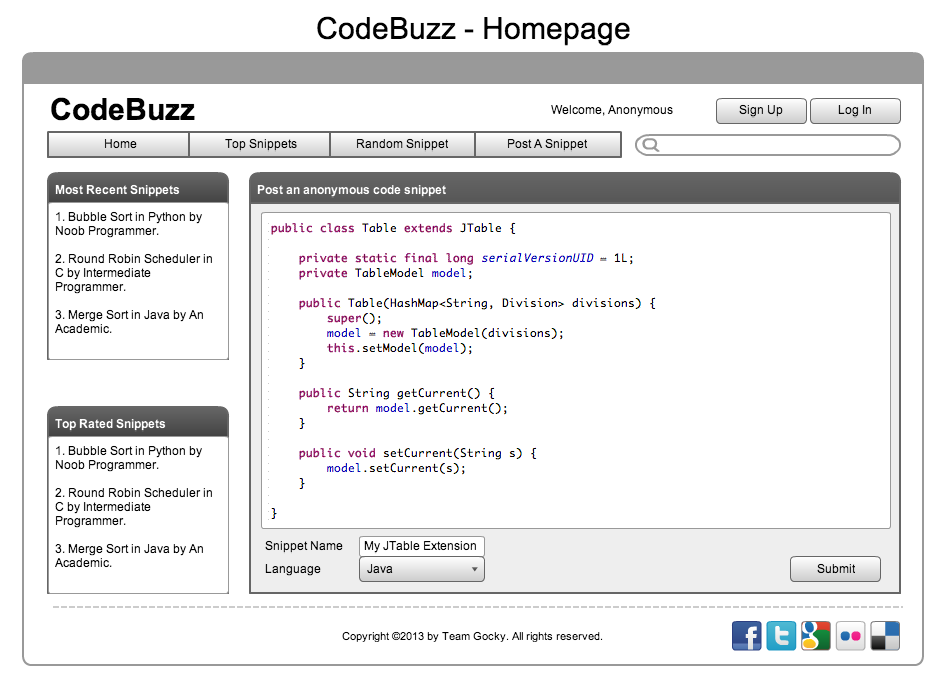 CodeBuzz - Homepage
CodeBuzz
Welcome, Anonymous
Sign Up
Log In
Home
Top Snippets
Random Snippet
Post A Snippet
Most Recent Snippets
1. Bubble Sort in Python by
Noob Programmer.
2. Round Robin Scheduler in
C by Intermediate
Programmer.
3. Merge Sort in Java by An
Academic.
Top Rated Snippets
1. Bubble Sort in Python by
Noob Programmer.
2. Round Robin Scheduler in
C by Intermediate
Programmer.
3. Merge Sort in Java by An
Academic.
Post an anonymous code snippet
public class Table extends JTable {
private static final long serialVersionUID = 1L;
private TableModel model;
public Table(HashMap<String, Division> divisions) {
super();
model = new TableModel(divisions);
this.setModel(model);
}
public String getCurrent() {
return model.getCurrent();
}
public void setCurrent(String s) {
model.setCurrent(s);
}
}
Snippet Name
My JTable Extension
Language
Java
Submit
Copyright ©2013 by Team Gocky. All rights reserved.
f
t
g